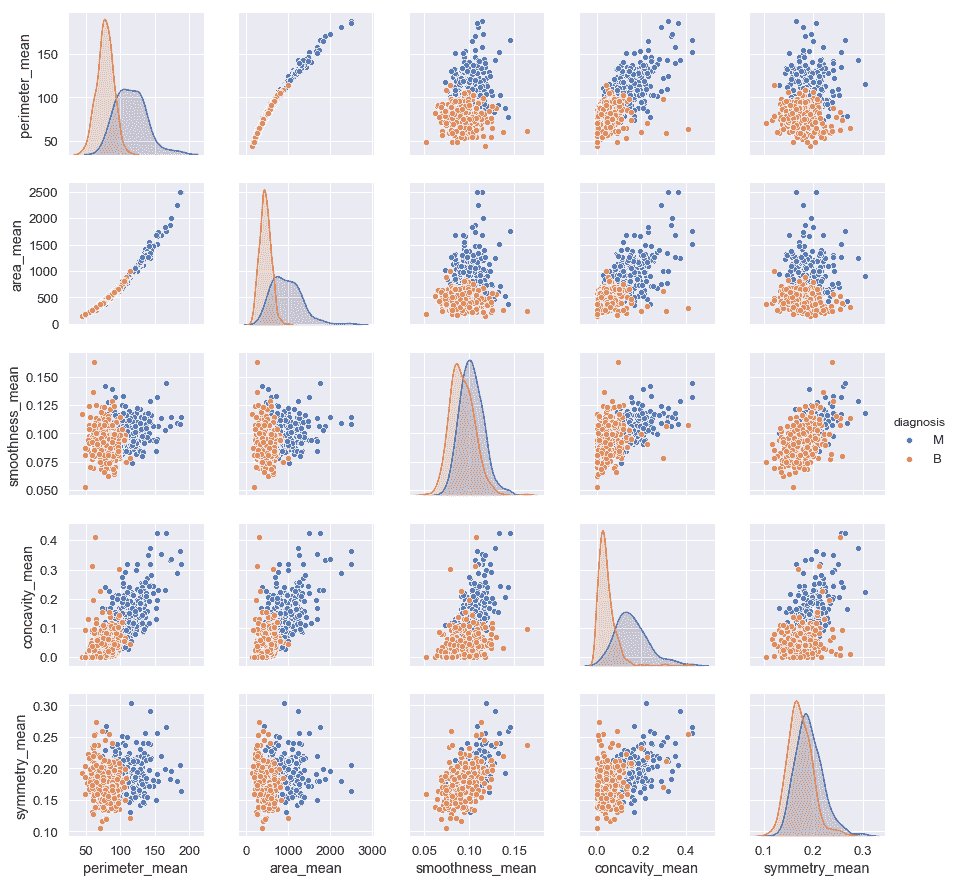 150
100
50
perimeter_mean
2500
2000
1500
1000
500
0
area_mean
0.150
0.125
0.100
0.075
0.050
smoothness_mean
diagnosis
M
B
0.4
0.3
0.2
0.1
0.0
concavity_mean
0.30
0.25
0.20
0.15
0.10
symmetry_mean
50 100 150 200 0 1000 2000 3000 0.05 0.10 0.15 0.0 0.2 0.4 0.1 0.2 0.3
perimeter_mean area_mean smoothness_mean concavity_mean symmetry_mean